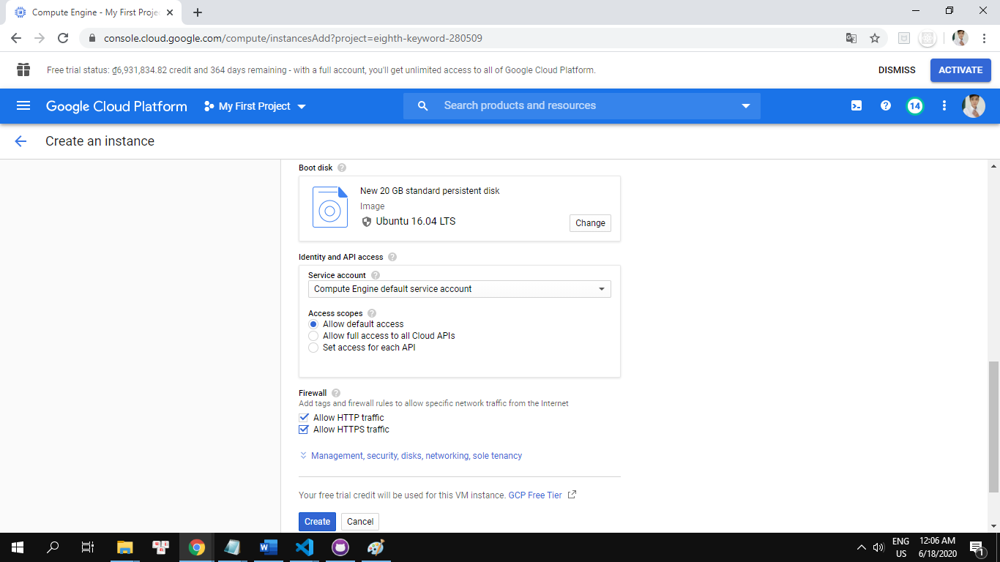 Compute Engine - My First Proje
console.cloud.google.com/compute/instancesAdd?project=eighth-keyword-280509
Free trial status: ₫6,931,834.82 credit and 364 days remaining - with a full account, you'll get unlimited access to all of Google Cloud Platform.
DISMISS
ACTIVATE
Google Cloud Platform
My First Project
Search products and resources
14
Create an instance
Boot disk
New 20 GB standard persistent disk
Image
Ubuntu 16.04 LTS
Change
Identity and API access
Service account
Compute Engine default service account
Access scopes
Allow default access
Allow full access to all Cloud APIs
Set access for each API
Firewall
Add tags and firewall rules to allow specific network traffic from the Internet
Allow HTTP traffic
Allow HTTPS traffic
Management, security, disks, networking, sole tenancy
Your free trial credit will be used for this VM instance. GCP Free Tier
Create
Cancel
ENG
US
12:06 AM
6/18/2020
1